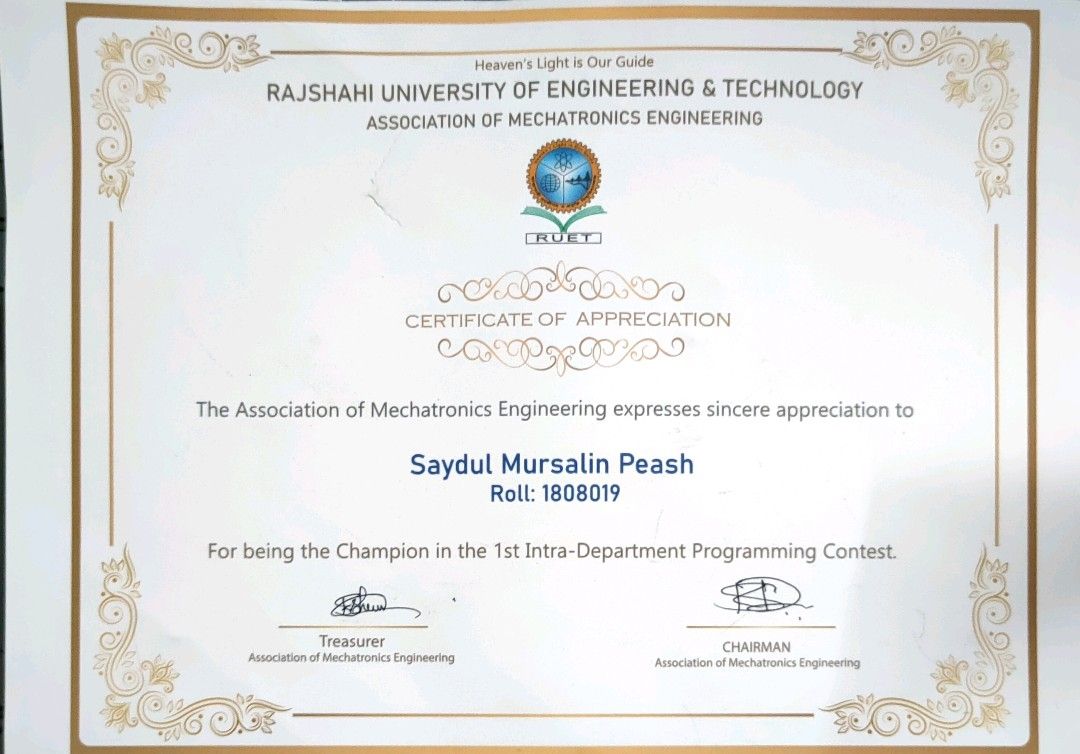 Heaven's Light is Our Guide
RAJSHAHI UNIVERSITY OF ENGINEERING & TECHNOLOGY
ASSOCIATION OF MECHATRONICS ENGINEERING
RUET
CERTIFICATE OF APPRECIATION
The Association of Mechatronics Engineering expresses sincere appreciation to
Saydul Mursalin Peash
Roll: 1808019
For being the Champion in the 1st Intra-Department Programming Contest.
Treasurer
Association of Mechatronics Engineering
CHAIRMAN
Association of Mechatronics Engineering